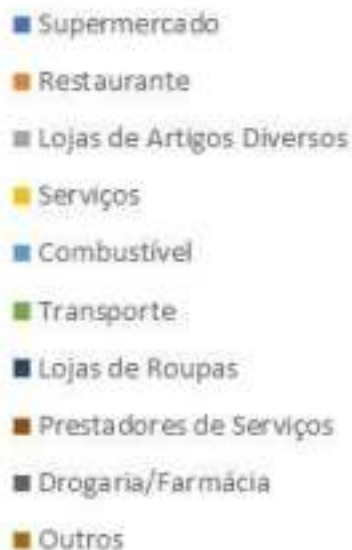 Supermercado
Restaurante
Lojas de Artigos Diversos
Serviços
Combustível
Transporte
Lojas de Roupas
Prestadores de Serviços
Drogaria/Farmácia
Outros